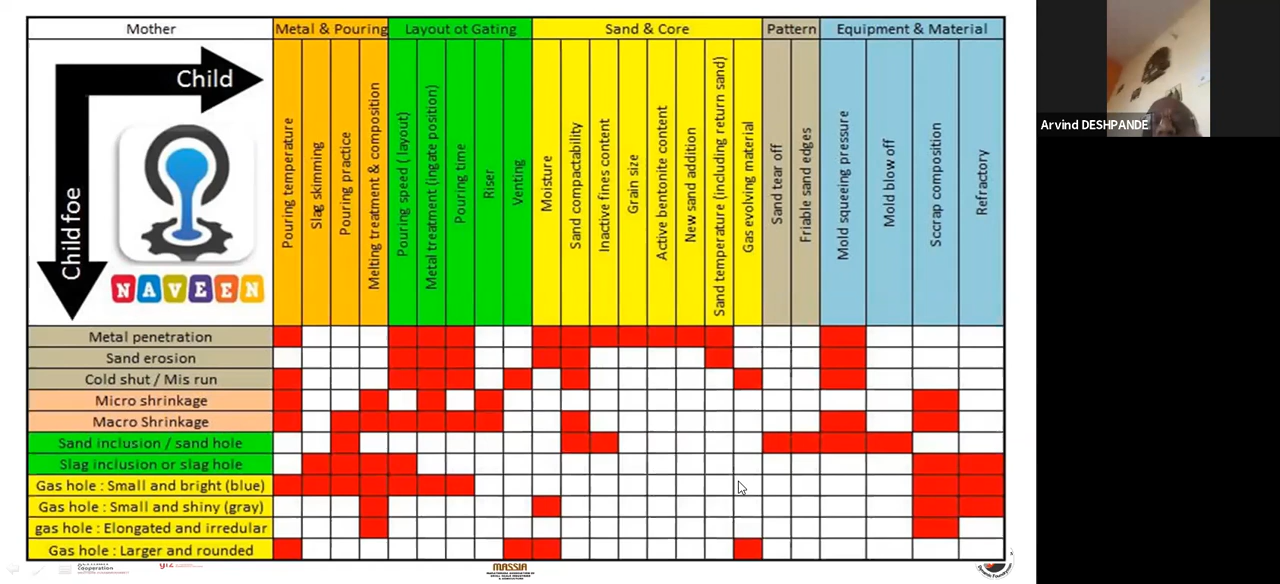 Mother
Metal & Pouring
Layout ot Gating
Sand & Core
Pattern
Equipment & Material
Child
Child foe
NAVEEN
Pouring temperature
Slag skimming
Pouring practice
Melting treatment & composition
Pouring speed ( layout)
Metal treatment (ingate position)
Pouring time
Riser
Venting
Moisture
Sand compactability
Inactive fines content
Grain size
Active bentonite content
New sand addition
Sand temperature (including return sand)
Gas evolving material
Sand tear off
Friable sand edges
Mold squeeing pressure
Mold blow off
Sccrap composition
Refractory
Metal penetration
Sand erosion
Cold shut / Mis run
Micro shrinkage
Macro Shrinkage
Sand inclusion / sand hole
Slag inclusion or slag hole
Gas hole : Small and bright (blue)
Gas hole : Small and shiny (gray)
gas hole : Elongated and irredular
Gas hole : Larger and rounded
Arvind DESHPANDE
cooperation
giz
MASSIA